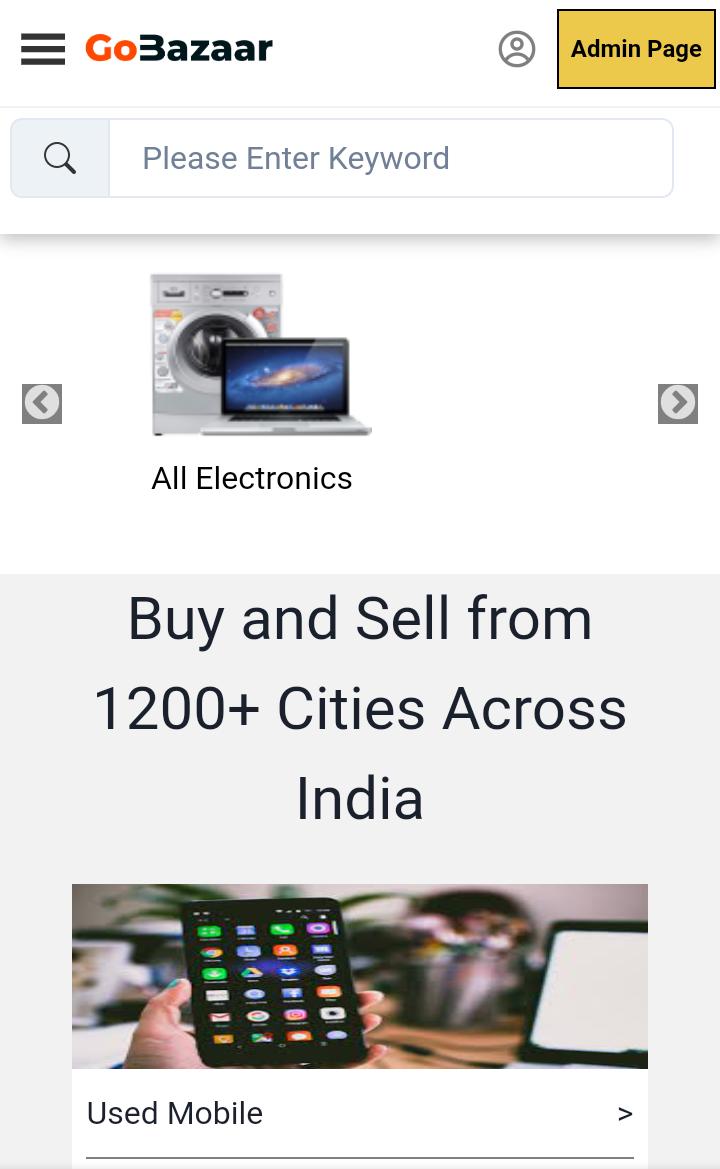 GoBazaar
Admin Page
Please Enter Keyword
All Electronics
Buy and Sell from
1200+ Cities Across
India
Used Mobile >